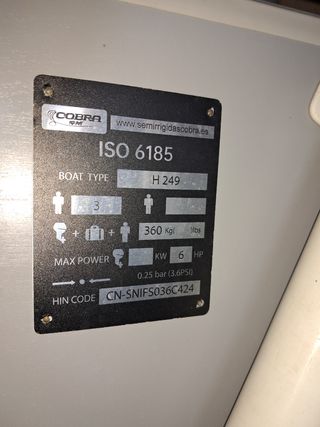 COBRA
www.semirrigidascobra.es
ISO 6185
BOAT TYPE H 249
3
+ + 360 Kgl lbs
MAX POWER KW 6 HP
0.25 bar (3.6PSI)
HIN CODE CN-SNIFS036C424